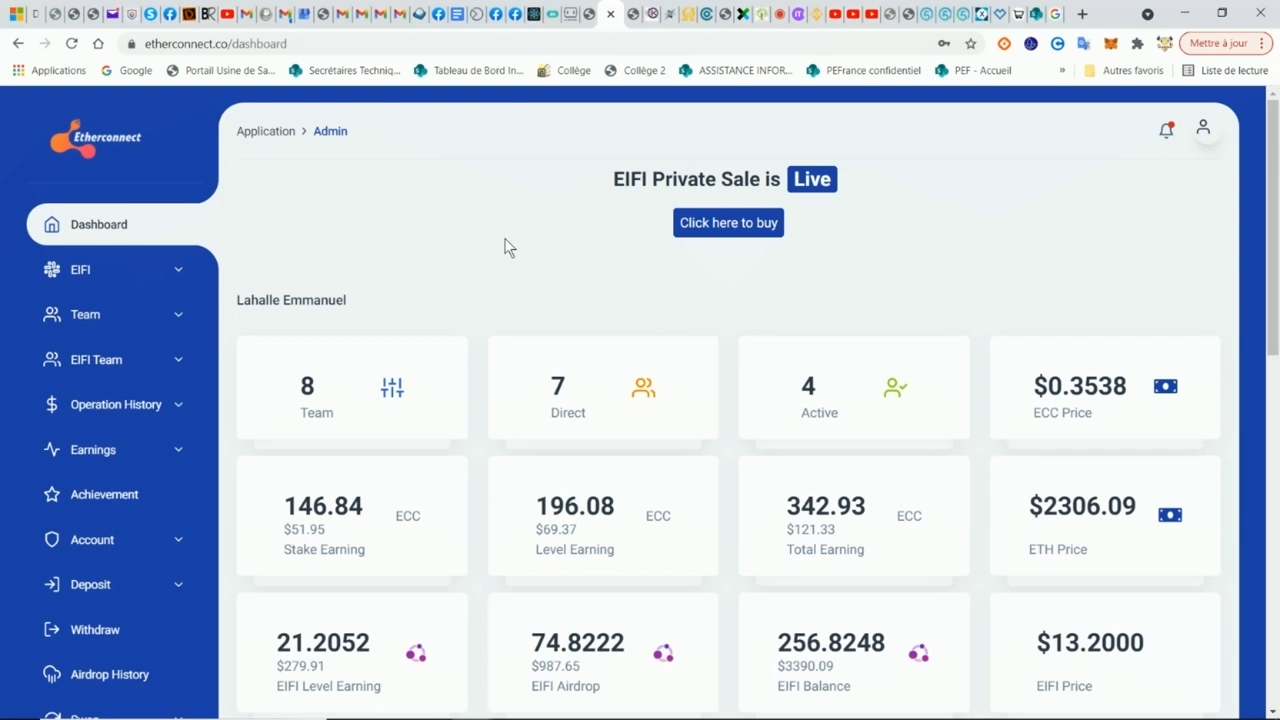 etherconnect.co/dashboard
Mettre à jour
Applications
Google
Portail Usine de Sa...
Secrétaires Techniq...
Tableau de Bord In...
Collège
Collège 2
ASSISTANCE INFOR...
PEFrance confidentiel
PEF - Accueil
»
Autres favoris
Liste de lecture
Etherconnect
Application > Admin
EIFI Private Sale is Live
Click here to buy
Dashboard
EIFI
Team
EIFI Team
Operation History
Earnings
Achievement
Account
Deposit
Withdraw
Airdrop History
Lahalle Emmanuel
8
Team
7
Direct
4
Active
$0.3538
ECC Price
146.84
ECC
$51.95
Stake Earning
196.08
ECC
$69.37
Level Earning
342.93
ECC
$121.33
Total Earning
$2306.09
ETH Price
21.2052
$279.91
EIFI Level Earning
74.8222
$987.65
EIFI Airdrop
256.8248
$3390.09
EIFI Balance
$13.2000
EIFI Price